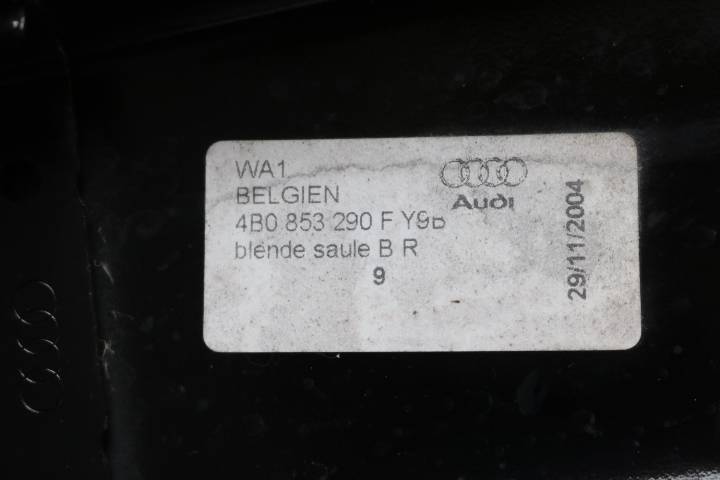 WA1
BELGIEN
4B0 853 290 F Y9B
blende saule B R
9
Audi
29/11/2004